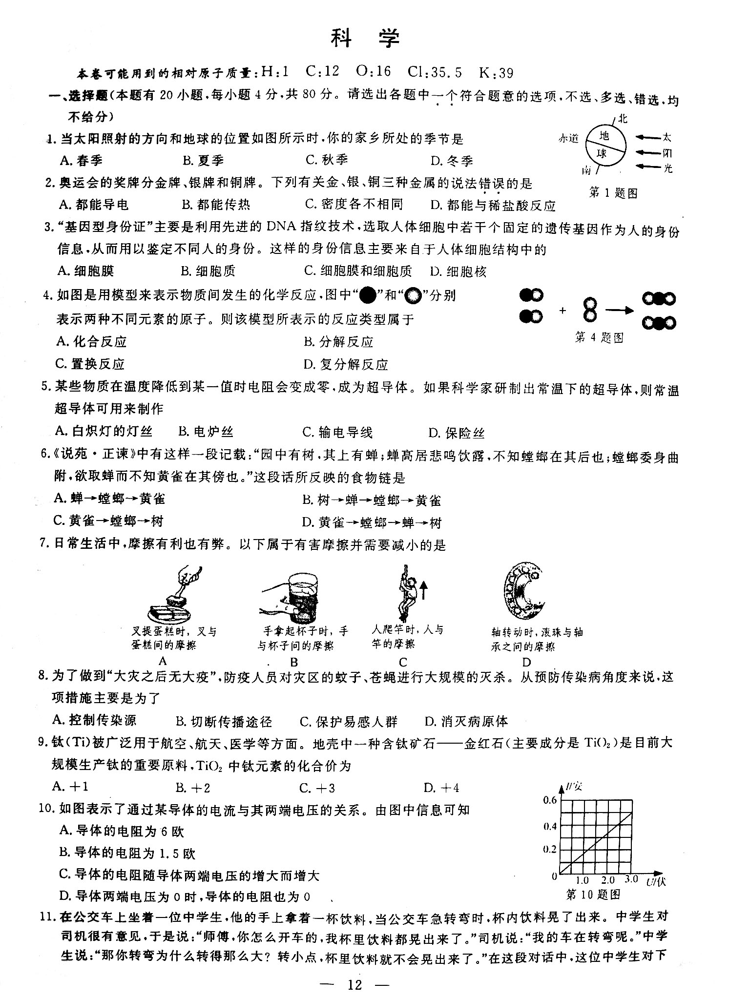 科 学
本卷可能用到的相对原子质量:H:1 C:12 O:16 Cl:35.5 K:39
一、选择题(本题有 20 小题,每小题 4 分,共 80 分。请选出各题中一个符合题意的选项,不选、多选、错选,均
不给分)
1. 当太阳照射的方向和地球的位置如图所示时,你的家乡所处的季节是
A. 春季 B. 夏季 C. 秋季 D. 冬季
北
赤道
地
球
南
太
阳
光
第 1 题图
2. 奥运会的奖牌分金牌、银牌和铜牌。下列有关金、银、铜三种金属的说法错误的是
A. 都能导电 B. 都能传热 C. 密度各不相同 D. 都能与稀盐酸反应
3. “基因型身份证”主要是利用先进的 DNA 指纹技术,选取人体细胞中若干个固定的遗传基因作为人的身份
信息,从而用以鉴定不同人的身份。这样的身份信息主要来自于人体细胞结构中的
A. 细胞膜 B. 细胞质 C. 细胞膜和细胞质 D. 细胞核
4. 如图是用模型来表示物质间发生的化学反应,图中“●”和“○”分别
表示两种不同元素的原子。则该模型所表示的反应类型属于
A. 化合反应 B. 分解反应
C. 置换反应 D. 复分解反应
+
第 4 题图
5. 某些物质在温度降低到某一值时电阻会变成零,成为超导体。如果科学家研制出常温下的超导体,则常温
超导体可用来制作
A. 白炽灯的灯丝 B. 电炉丝 C. 输电导线 D. 保险丝
6.《说苑·正谏》中有这样一段记载:“园中有树,其上有蝉;蝉高居悲鸣饮露,不知螳螂在其后也;螳螂委身曲
附,欲取蝉而不知黄雀在其傍也。”这段话所反映的食物链是
A. 蝉→螳螂→黄雀 B. 树→蝉→螳螂→黄雀
C. 黄雀→螳螂→树 D. 黄雀→螳螂→蝉→树
7. 日常生活中,摩擦有利也有弊。以下属于有害摩擦并需要减小的是
叉提蛋糕时,叉与
蛋糕间的摩擦
A
手拿起杯子时,手
与杯子间的摩擦
B
人爬竿时,人与
竿的摩擦
C
轴转动时,滚珠与轴
承之间的摩擦
D
8. 为了做到“大灾之后无大疫”,防疫人员对灾区的蚊子、苍蝇进行大规模的灭杀。从预防传染病角度来说,这
项措施主要是为了
A. 控制传染源 B. 切断传播途径 C. 保护易感人群 D. 消灭病原体
9. 钛(Ti)被广泛用于航空、航天、医学等方面。地壳中一种含钛矿石——金红石(主要成分是 TiO₂)是目前大
规模生产钛的重要原料,TiO₂ 中钛元素的化合价为
A. +1 B. +2 C. +3 D. +4
10. 如图表示了通过某导体的电流与其两端电压的关系。由图中信息可知
A. 导体的电阻为 6 欧
B. 导体的电阻为 1.5 欧
C. 导体的电阻随导体两端电压的增大而增大
D. 导体两端电压为 0 时,导体的电阻也为 0
I/安
0.6
0.4
0.2
0 1.0 2.0 3.0 U/伏
第 10 题图
11. 在公交车上坐着一位中学生,他的手上拿着一杯饮料,当公交车急转弯时,杯内饮料晃了出来。中学生对
司机很有意见,于是说:“师傅,你怎么开车的,我杯里饮料都晃出来了。”司机说:“我的车在转弯呢。”中学
生说:“那你转弯为什么转得那么大?转小点,杯里饮料就不会晃出来了。”在这段对话中,这位中学生对下
— 12 —